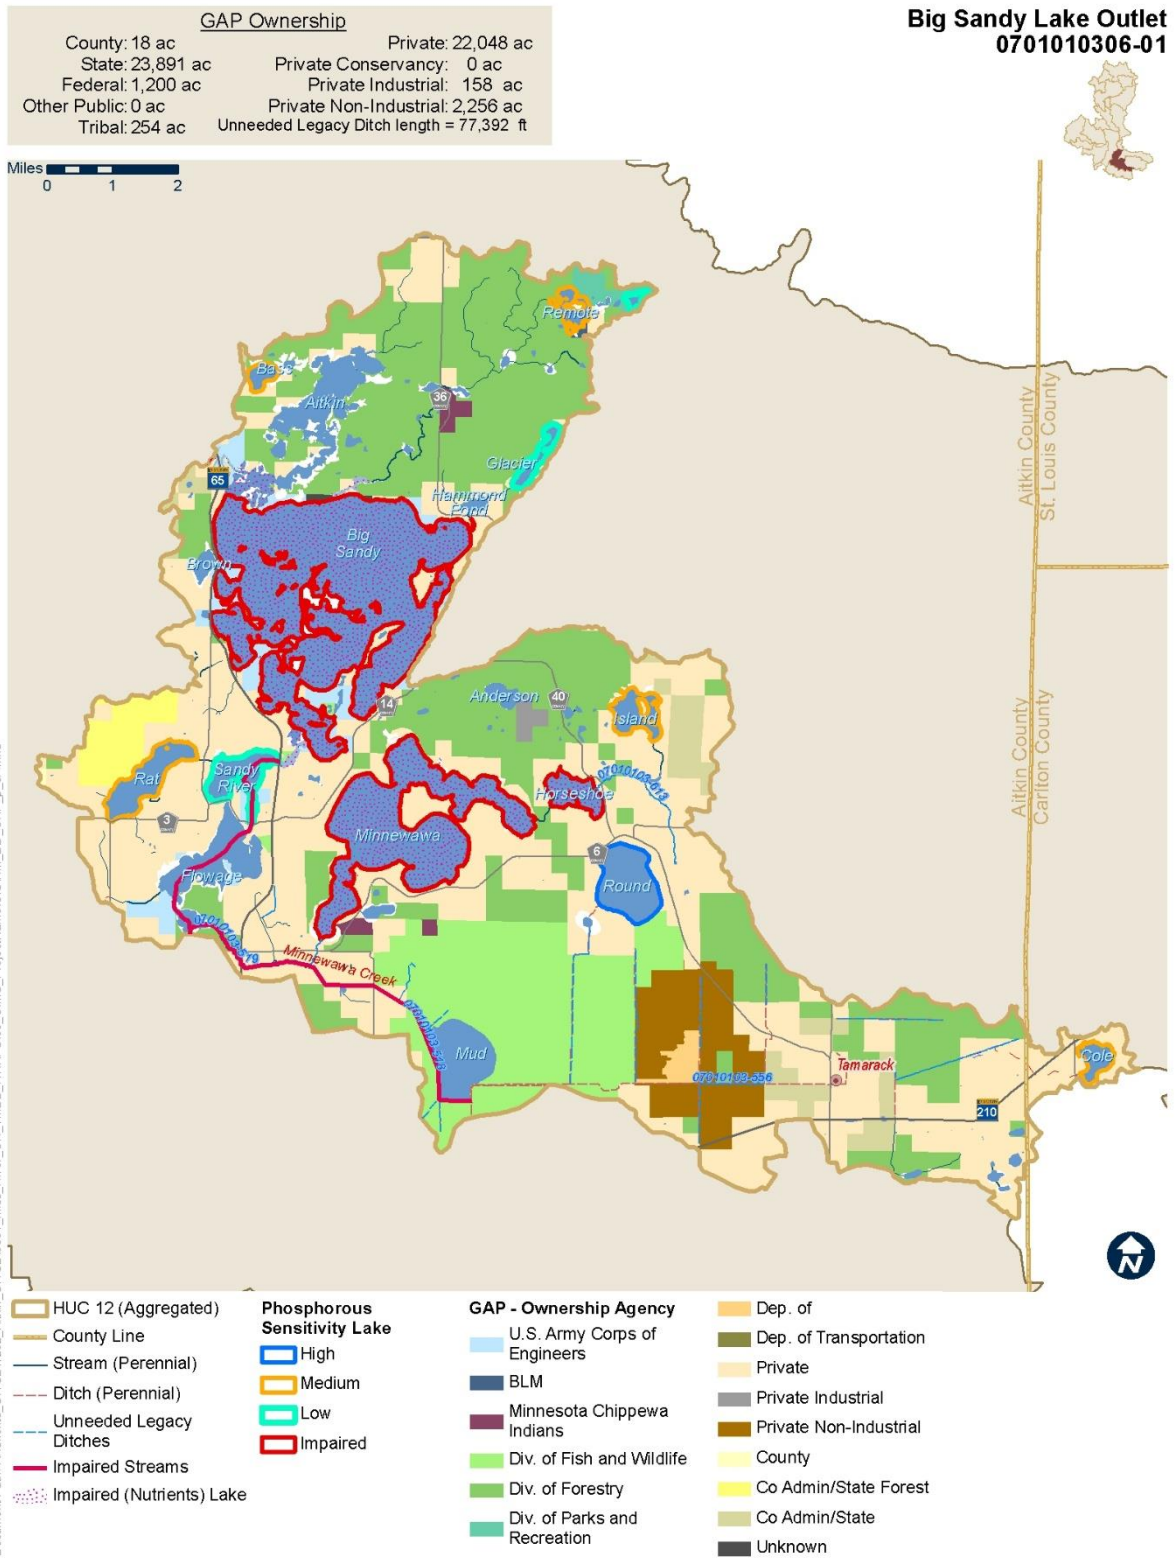 GAP Ownership
County: 18 ac
State: 23,891 ac
Federal: 1,200 ac
Other Public: 0 ac
Tribal: 254 ac
Private: 22,048 ac
Private Conservancy: 0 ac
Private Industrial: 158 ac
Private Non-Industrial: 2,256 ac
Unneeded Legacy Ditch length = 77,392 ft
Big Sandy Lake Outlet
0701010306-01
Miles
0 1 2
Remote
Bass
Aitkin
36
Glacier
65
Hammond
Pond
Big
Sandy
Brown
Aitkin County
St. Louis County
Anderson
40
14
Island
Rat
Sandy
River
Horseshoe
07010103-613
3
Minnewawa
6
Flowage
Round
07010103-519
Minnewawa Creek
07010103-518
Mud
07010103-556
Tamarack
Cole
210
Aitkin County
Carlton County
N
HUC 12 (Aggregated)
County Line
Stream (Perennial)
Ditch (Perennial)
Unneeded Legacy
Ditches
Impaired Streams
Impaired (Nutrients) Lake
Phosphorous
Sensitivity Lake
High
Medium
Low
Impaired
GAP - Ownership Agency
U.S. Army Corps of
Engineers
BLM
Minnesota Chippewa
Indians
Div. of Fish and Wildlife
Div. of Forestry
Div. of Parks and
Recreation
Dep. of
Dep. of Transportation
Private
Private Industrial
Private Non-Industrial
County
Co Admin/State Forest
Co Admin/State
Unknown